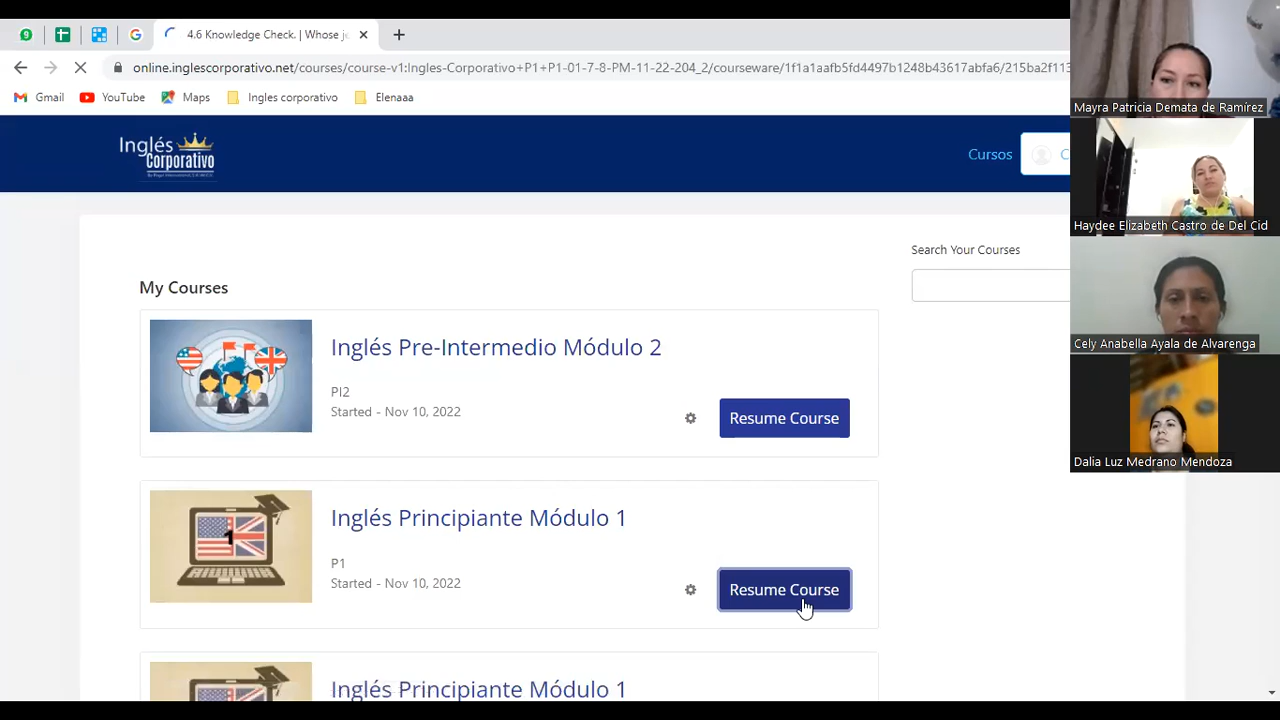 4.6 Knowledge Check. | Whose j
online.inglescorporativo.net/courses/course-v1:Ingles-Corporativo+P1+P1-01-7-8-PM-11-22-204_2/courseware/1f1a1aafb5fd4497b1248b43617abfa6/215ba2f113
Gmail
YouTube
Maps
Ingles corporativo
Elenaaa
Inglés
Corporativo
Cursos
C
Search Your Courses
My Courses
Inglés Pre-Intermedio Módulo 2
PI2
Started - Nov 10, 2022
Resume Course
Inglés Principiante Módulo 1
1
P1
Started - Nov 10, 2022
Resume Course
Inglés Principiante Módulo 1
Mayra Patricia Demata de Ramírez
Haydee Elizabeth Castro de Del Cid
Cely Anabella Ayala de Alvarenga
Dalia Luz Medrano Mendoza